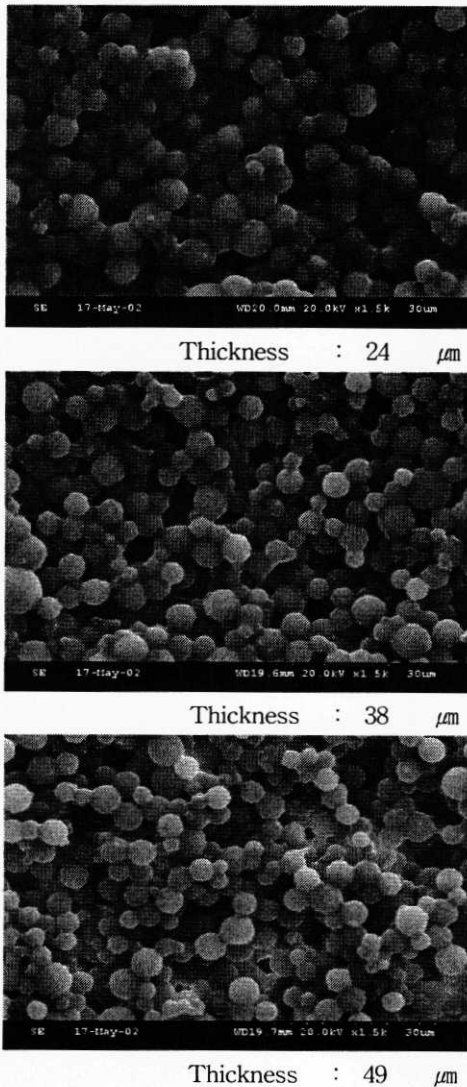 SE 17-May-02 WD20.0mm 20.0kV x1.5k 30um
Thickness : 24 μm
SE 17-May-02 WD19.6mm 20.0kV x1.5k 30um
Thickness : 38 μm
SE 17-May-02 WD19.7mm 20.0kV x1.5k 30um
Thickness : 49 μm